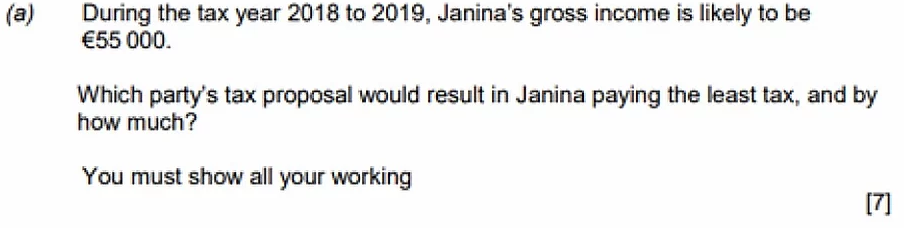 (a) During the tax year 2018 to 2019, Janina's gross income is likely to be
€55 000.
Which party's tax proposal would result in Janina paying the least tax, and by
how much?
You must show all your working
[7]